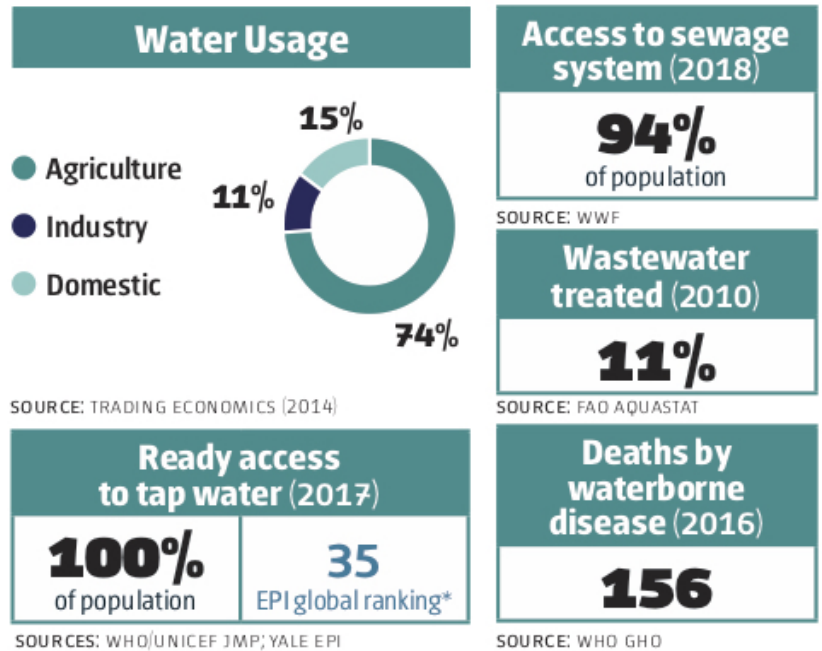 Water Usage
15%
11%
74%
Agriculture
Industry
Domestic
SOURCE: TRADING ECONOMICS (2014)
Ready access
to tap water (2017)
100%
of population
35
EPI global ranking*
SOURCES: WHO/UNICEF JMP; YALE EPI
Access to sewage
system (2018)
94%
of population
SOURCE: WWF
Wastewater
treated (2010)
11%
SOURCE: FAO AQUASTAT
Deaths by
waterborne
disease (2016)
156
SOURCE: WHO GHO